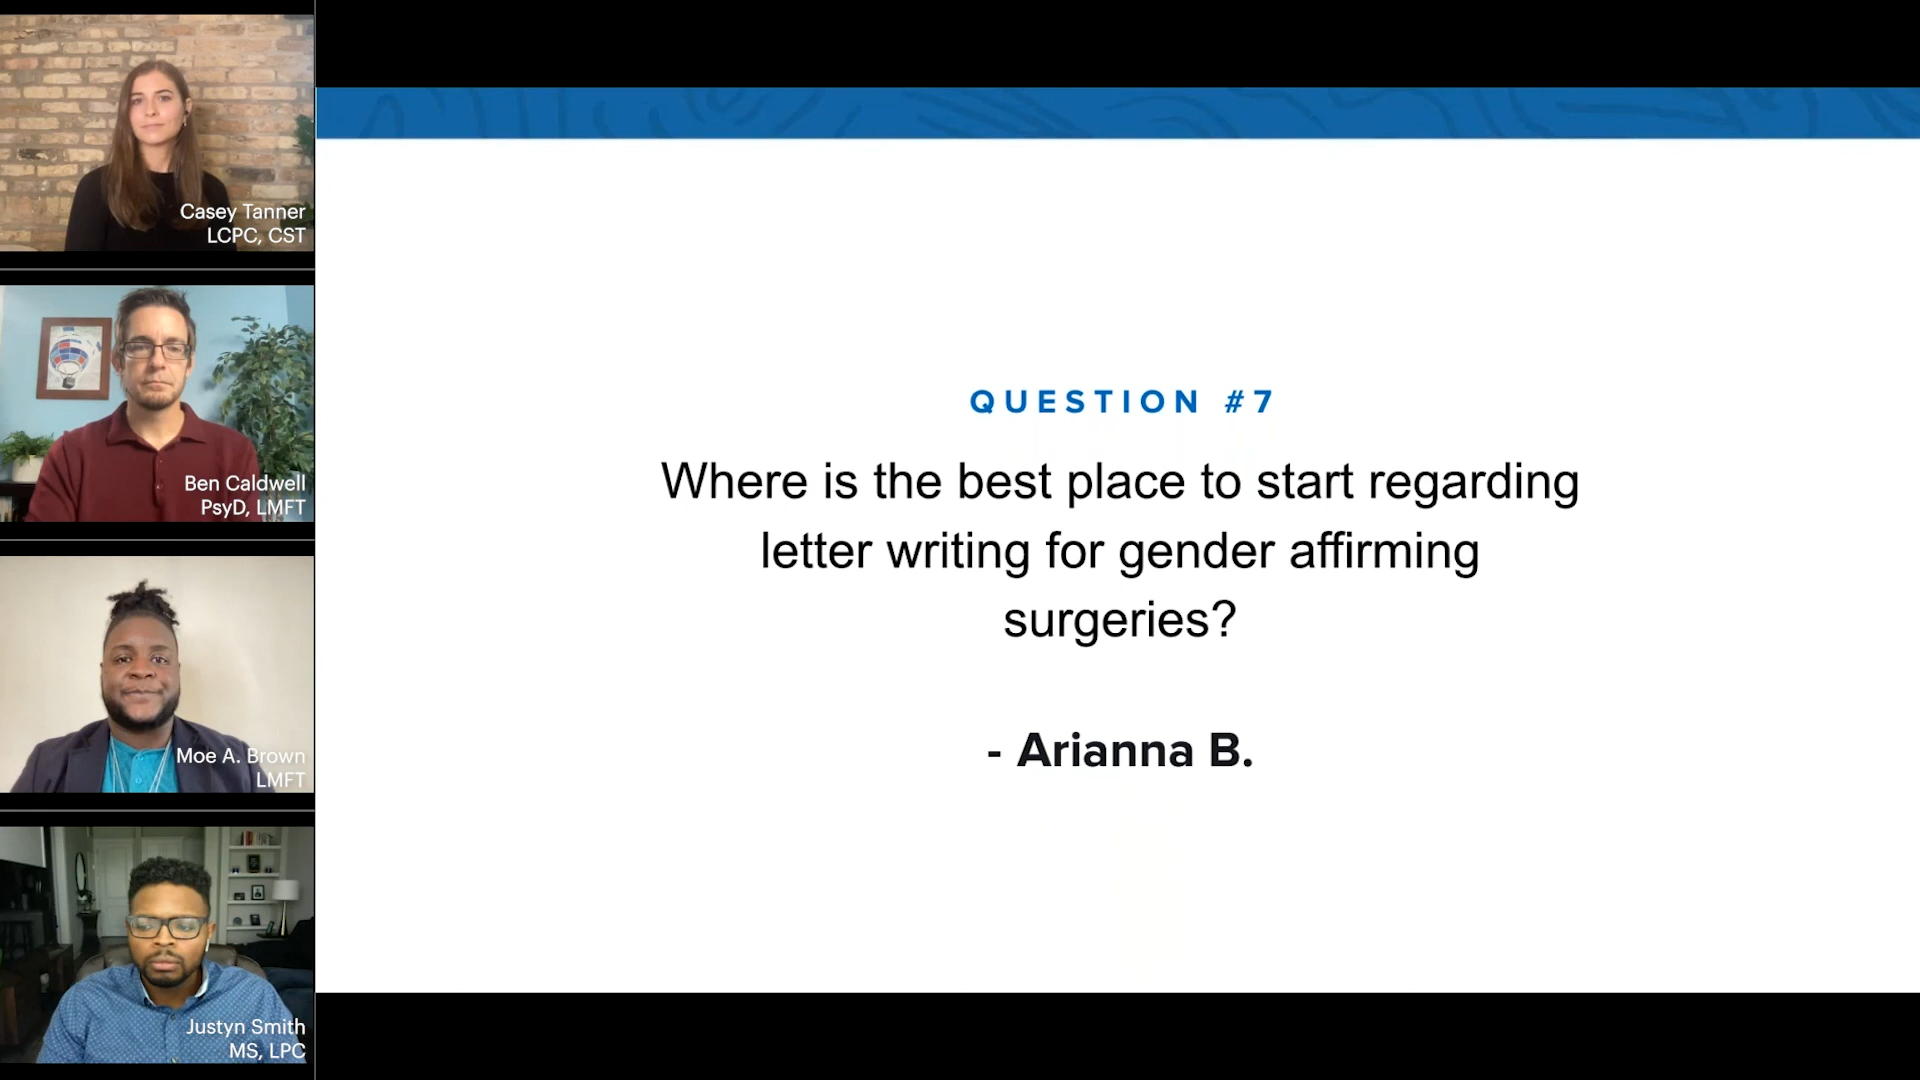 Casey Tanner
LCPC, CST
Ben Caldwell
PsyD, LMFT
Moe A. Brown
LMFT
Justyn Smith
MS, LPC
QUESTION #7
Where is the best place to start regarding
letter writing for gender affirming
surgeries?
- Arianna B.